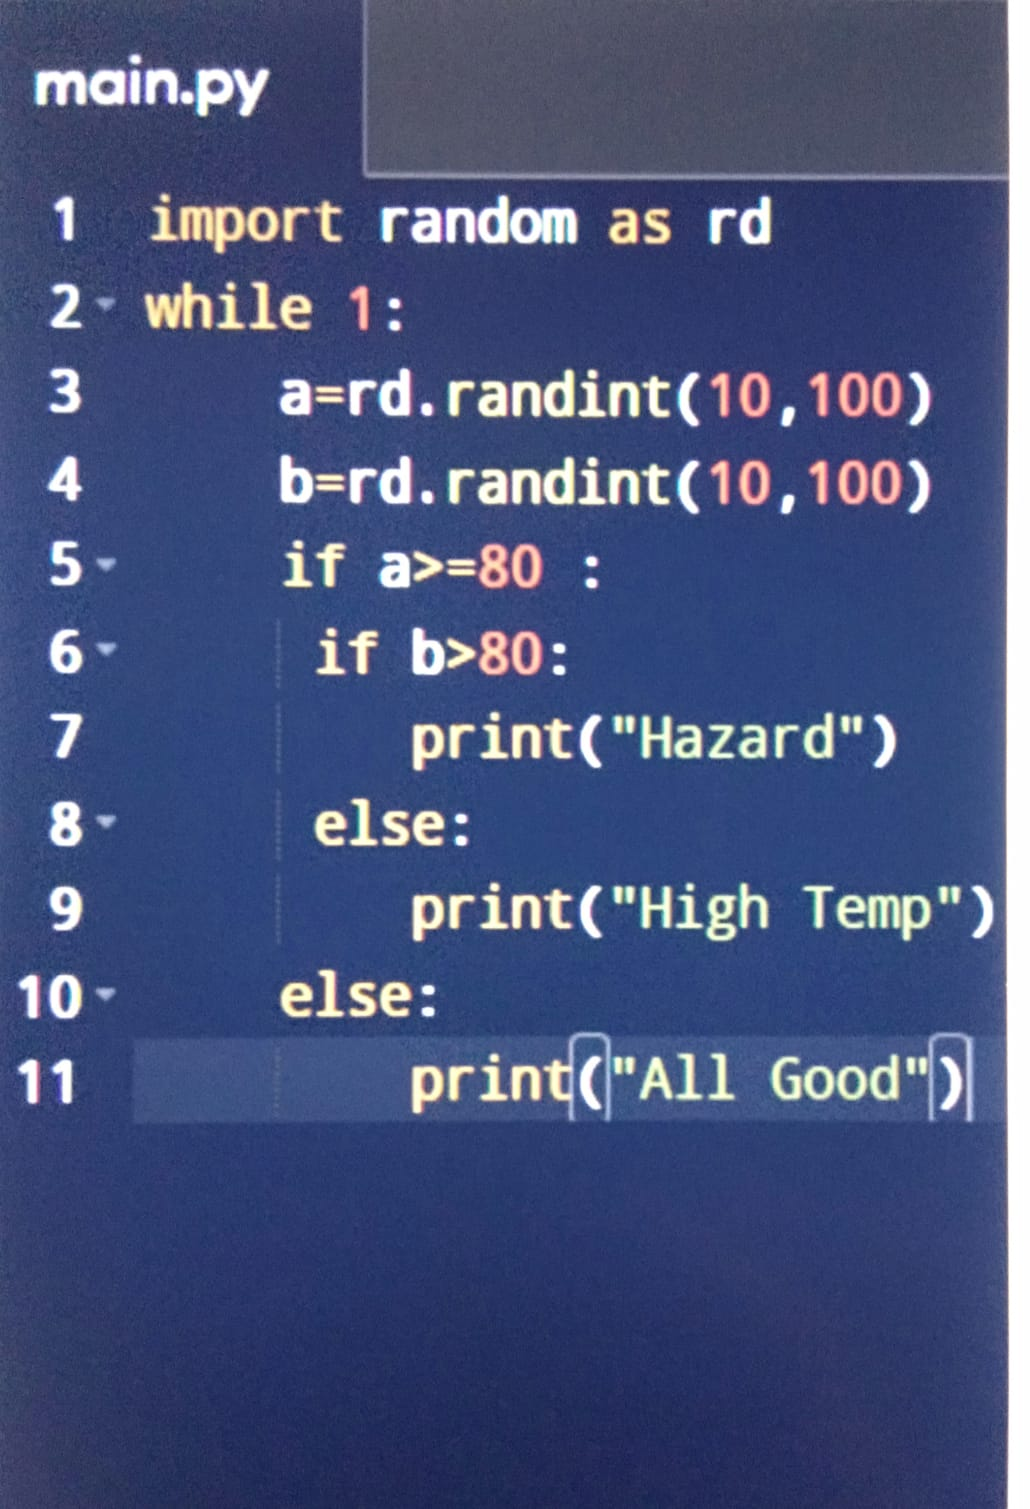 main.py
1 import random as rd
2 while 1:
3     a=rd.randint(10,100)
4     b=rd.randint(10,100)
5     if a>=80 :
6      if b>80:
7         print("Hazard")
8      else:
9         print("High Temp")
10     else:
11         print("All Good")